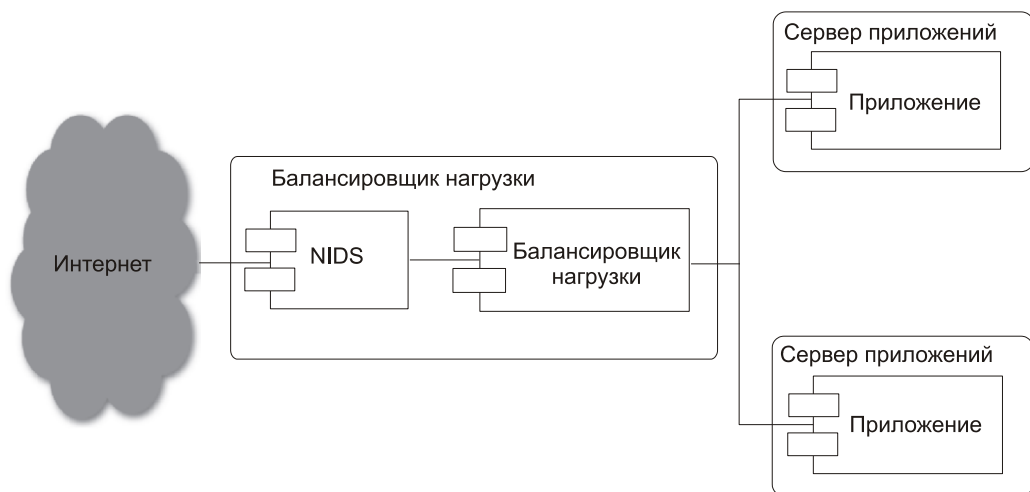 Интернет
Балансировщик нагрузки
NIDS
Балансировщик
нагрузки
Сервер приложений
Приложение
Сервер приложений
Приложение